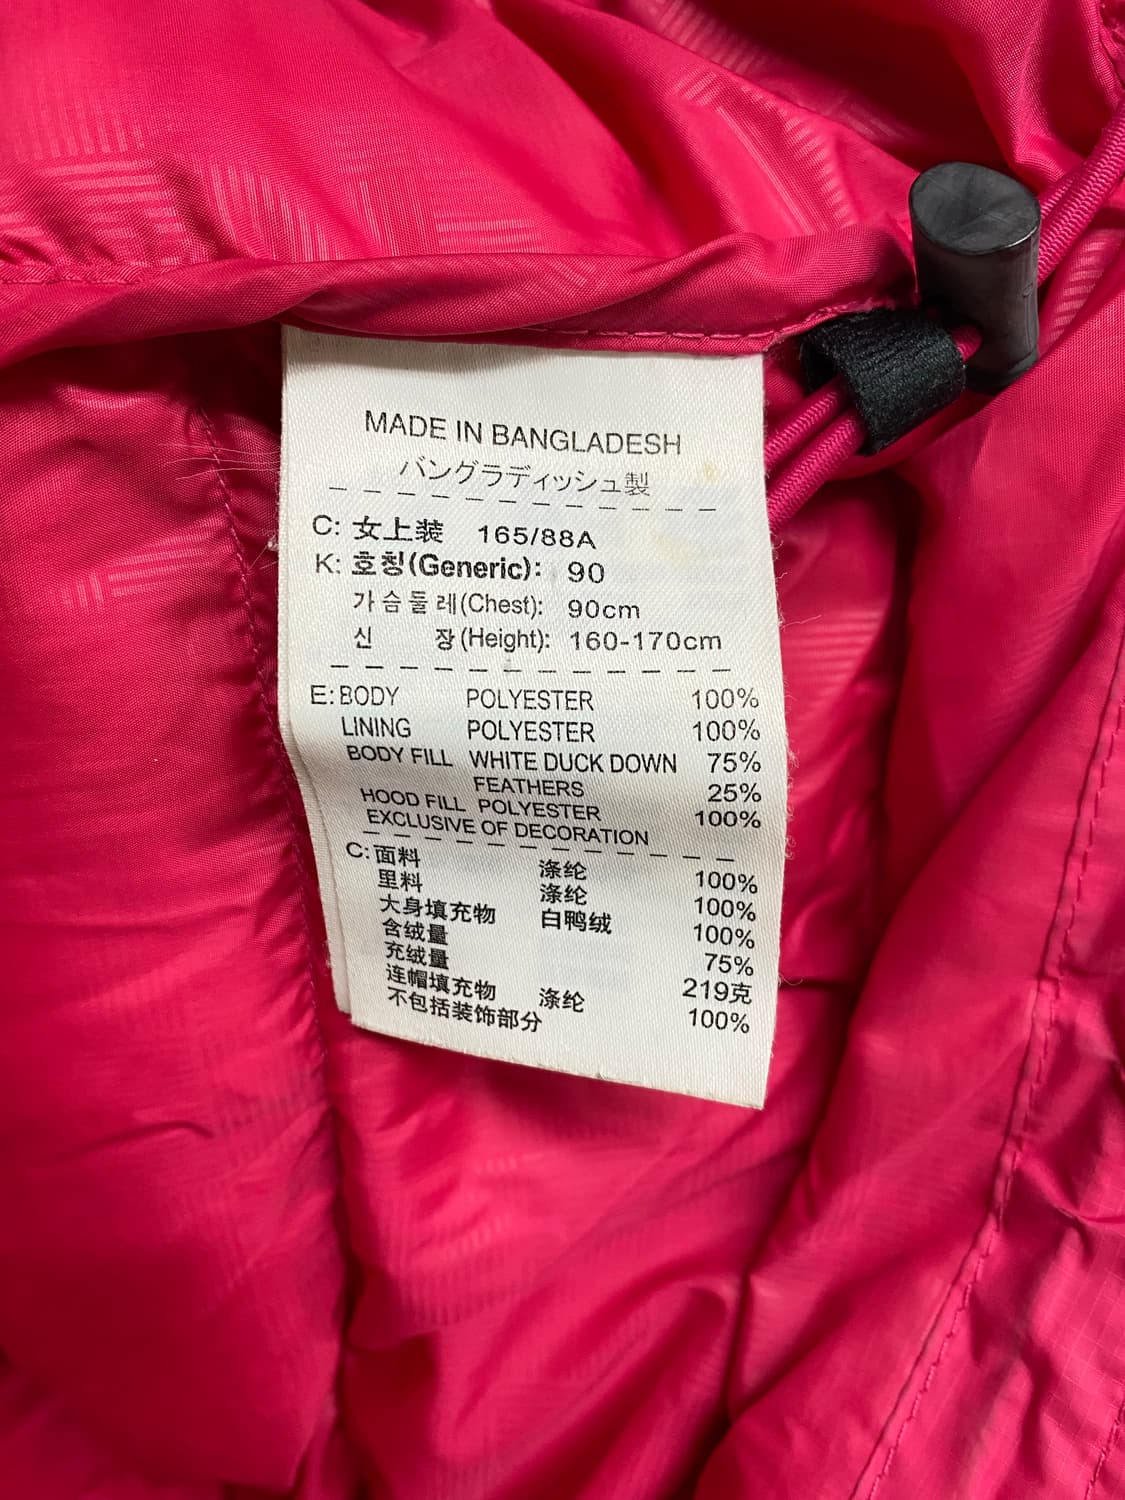 MADE IN BANGLADESH
バングラディッシュ製
C: 女上装 165/88A
K: 호칭(Generic): 90
가슴둘레(Chest): 90cm
신 장(Height): 160-170cm
E: BODY POLYESTER 100%
LINING POLYESTER 100%
BODY FILL WHITE DUCK DOWN 75%
FEATHERS 25%
HOOD FILL POLYESTER 100%
EXCLUSIVE OF DECORATION
C: 面料 涤纶 100%
里料 涤纶 100%
大身填充物 白鸭绒 100%
含绒量 75%
充绒量 219克
连帽填充物 涤纶 100%
不包括装饰部分